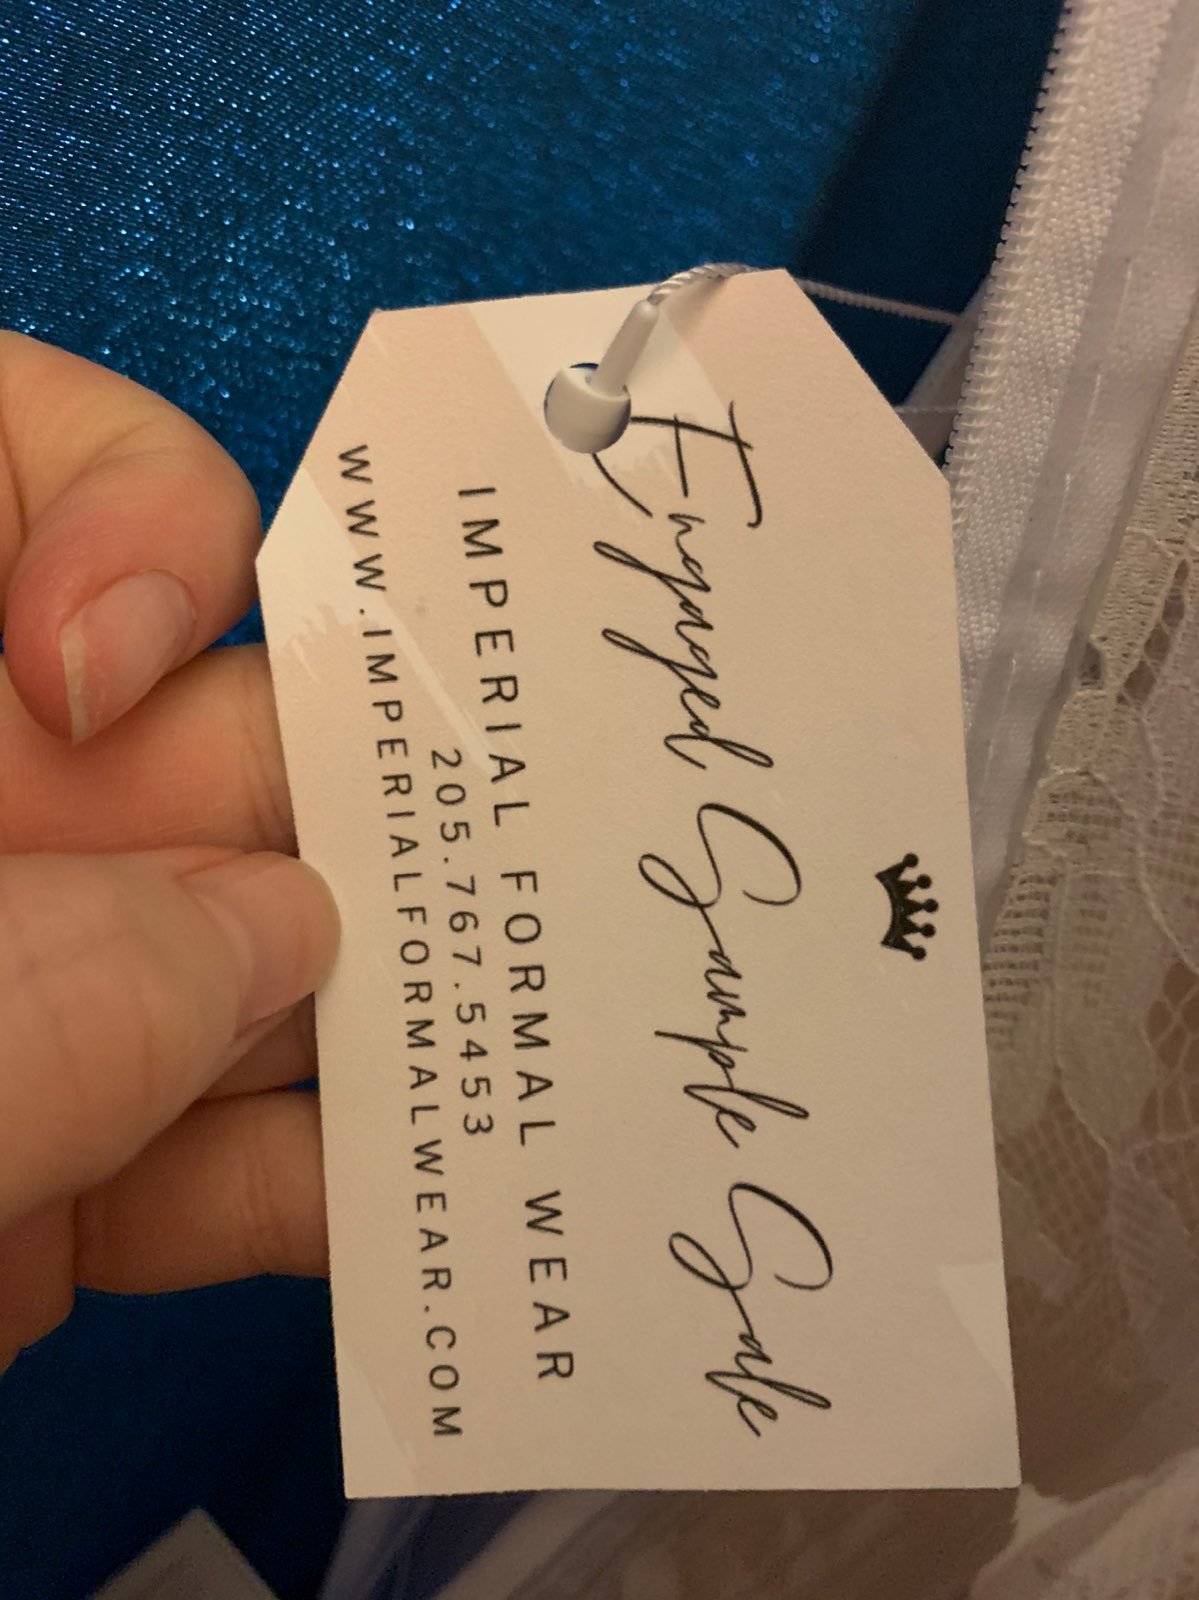 Engaged Sample Sale
IMPERIAL FORMAL WEAR
205.767.5453
WWW.IMPERIALFORMALWEAR.COM